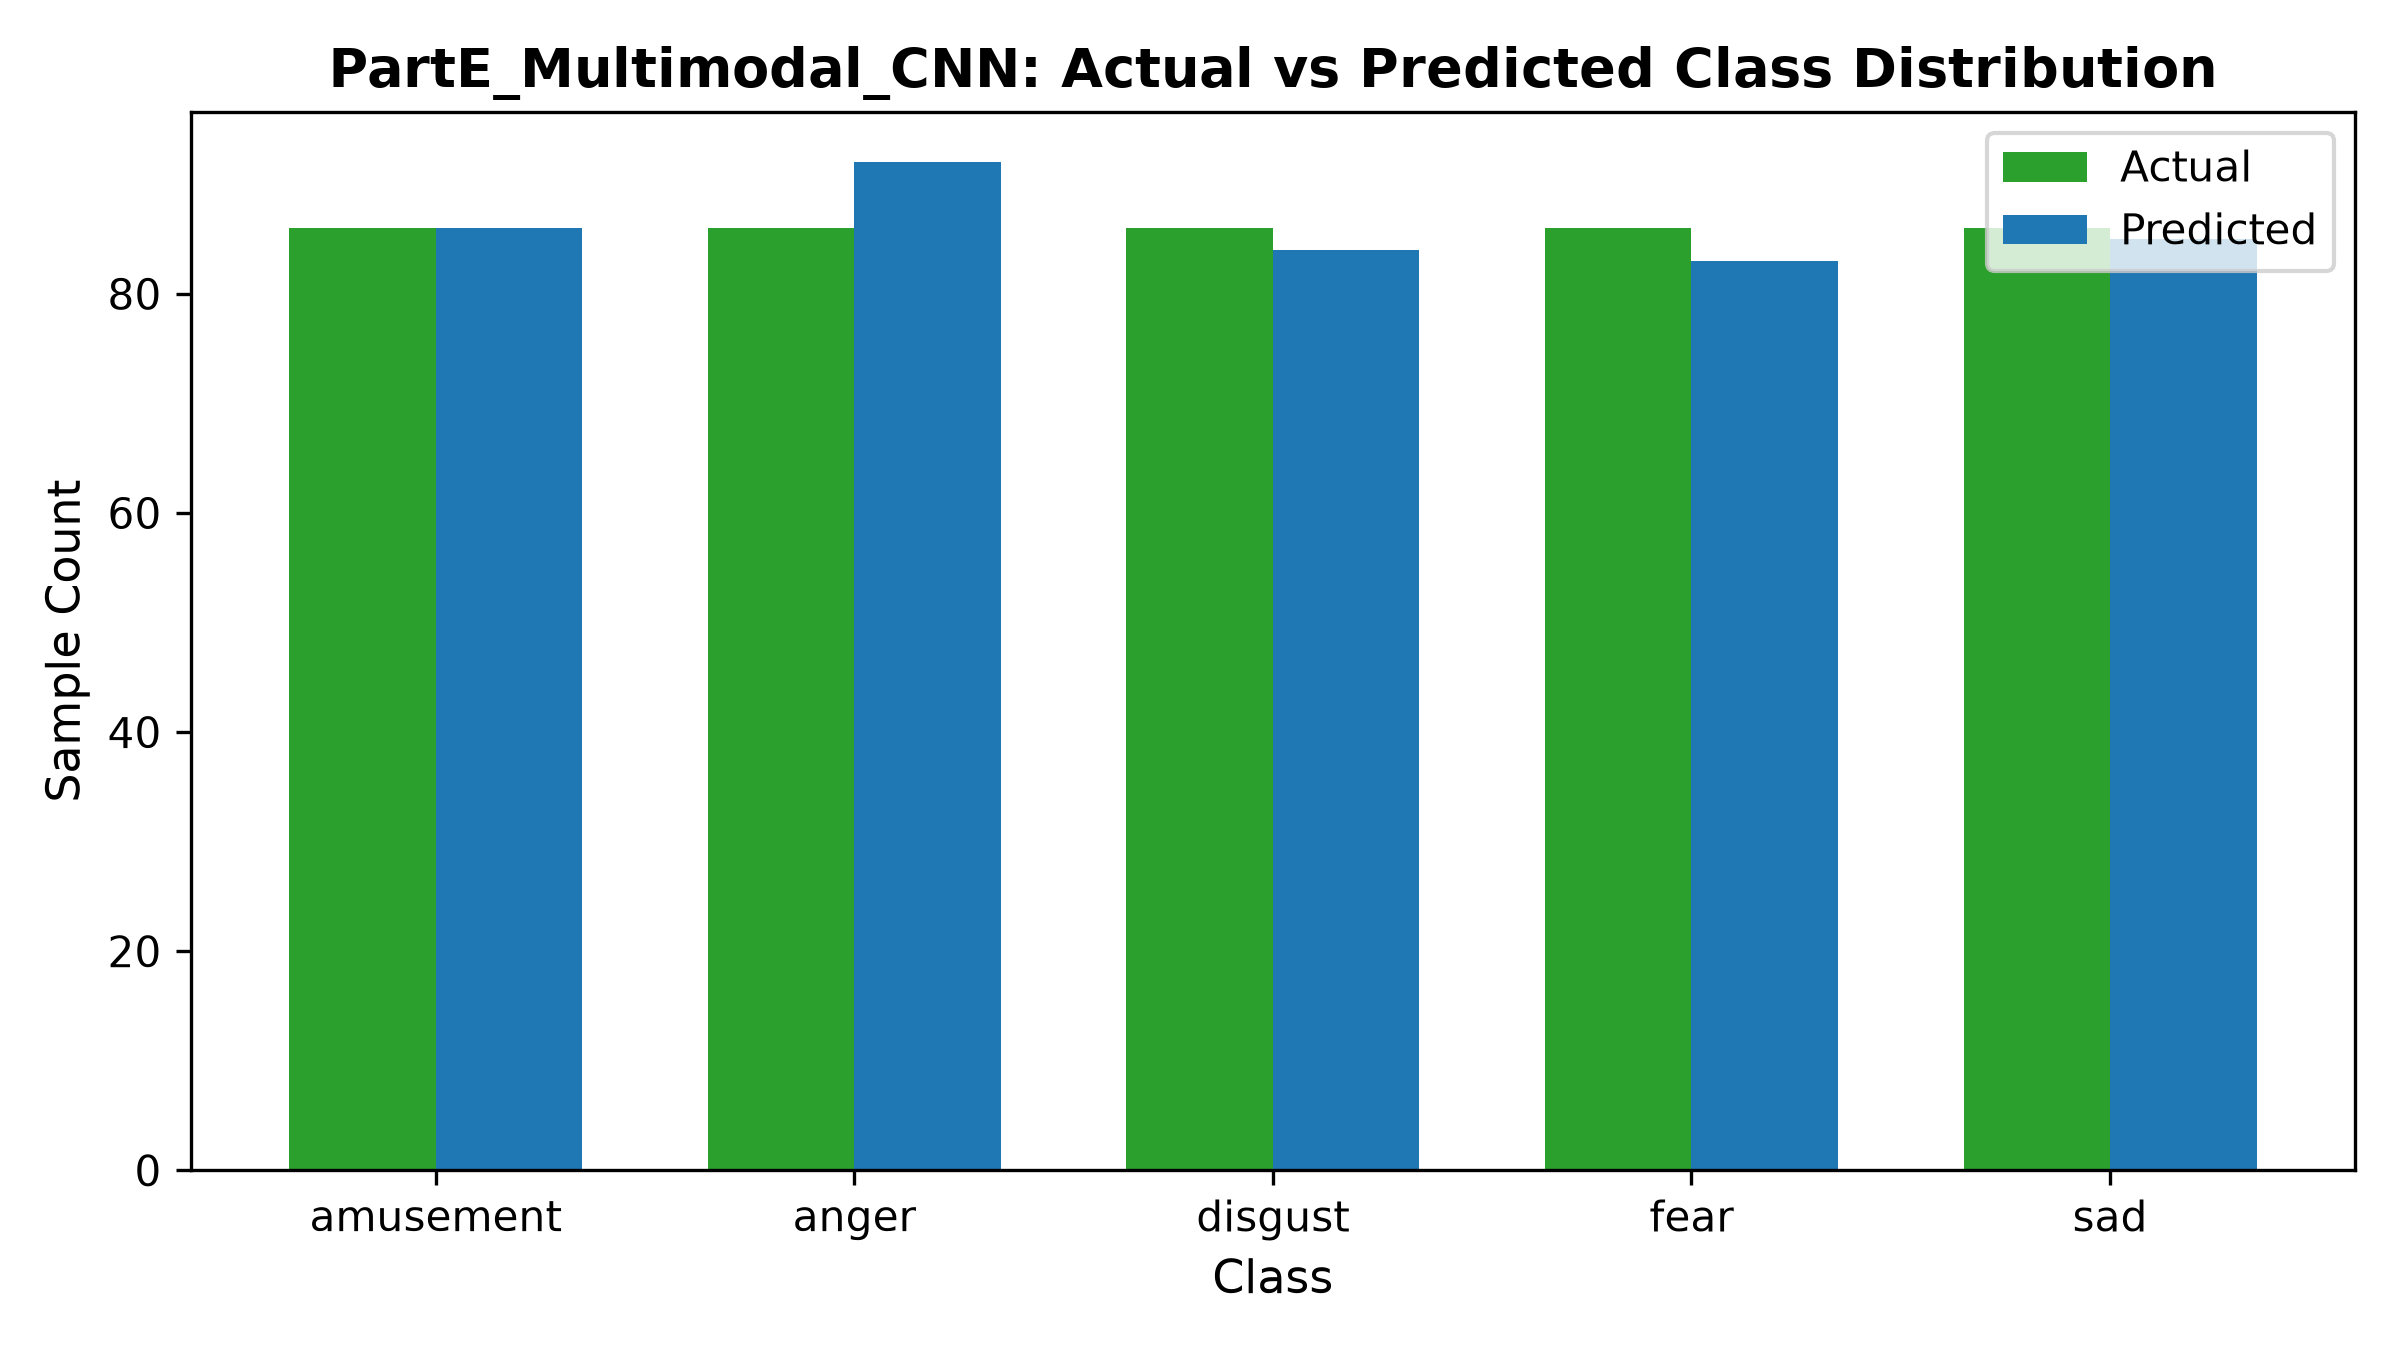 PartE_Multimodal_CNN: Actual vs Predicted Class Distribution
Actual
Predicted
Sample Count
80
60
40
20
0
amusement anger disgust fear sad
Class